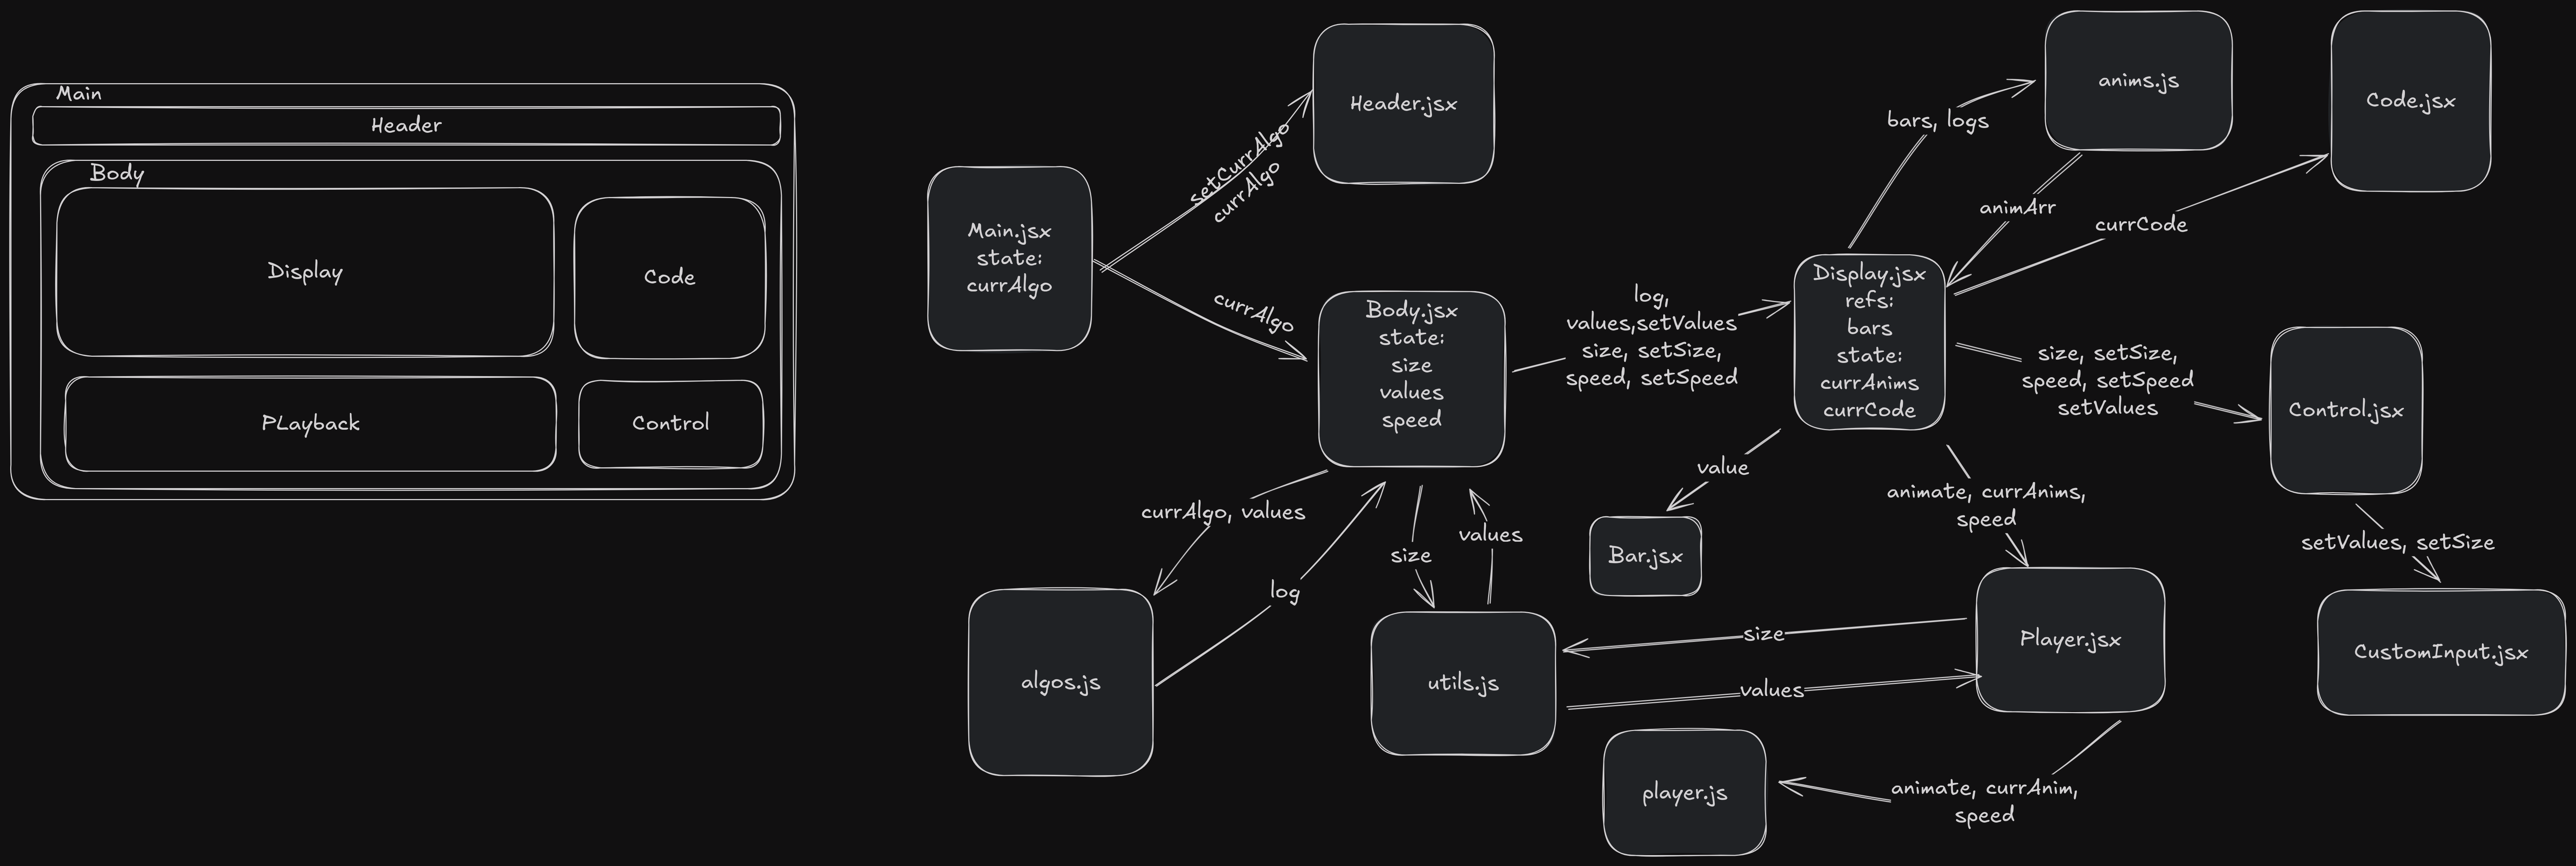 Main
Header
Body
Display
Code
PLayback
Control
Main.jsx
state:
currAlgo
setCurrAlgo
currAlgo
Header.jsx
currAlgo
Body.jsx
state:
size
values
speed
currAlgo, values
log
algos.js
size
values
utils.js
log,
values,setValues
size, setSize,
speed, setSpeed
Display.jsx
refs:
bars
state:
currAnims
currCode
bars, logs
anims.js
animArr
currCode
Code.jsx
size, setSize,
speed, setSpeed
setValues
Control.jsx
setValues, setSize
CustomInput.jsx
value
Bar.jsx
animate, currAnims,
speed
Player.jsx
size
values
animate, currAnim,
speed
player.js